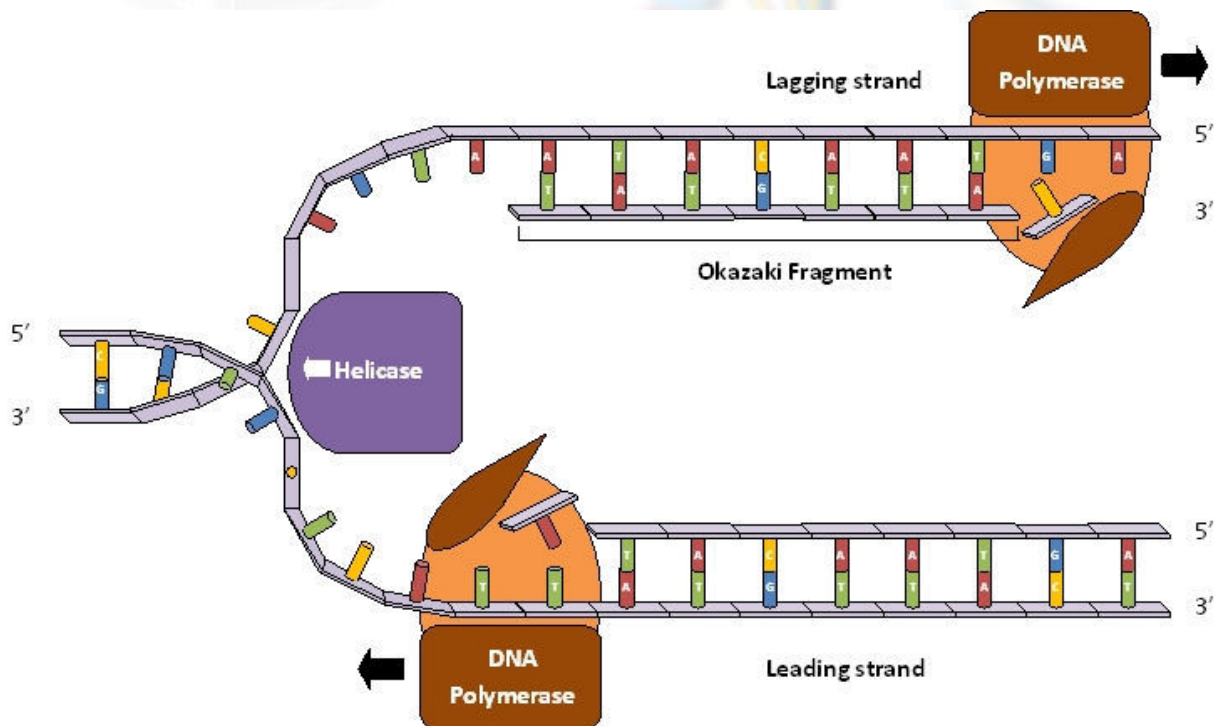 DNA
Polymerase
Lagging strand
5′
A A T A C A A T G A
T A T G T T A
3′
Okazaki Fragment
5′
C
Helicase
G
3′
5′
T A C A A T G A
T T A G T T A C T
3′
DNA
Polymerase
Leading strand